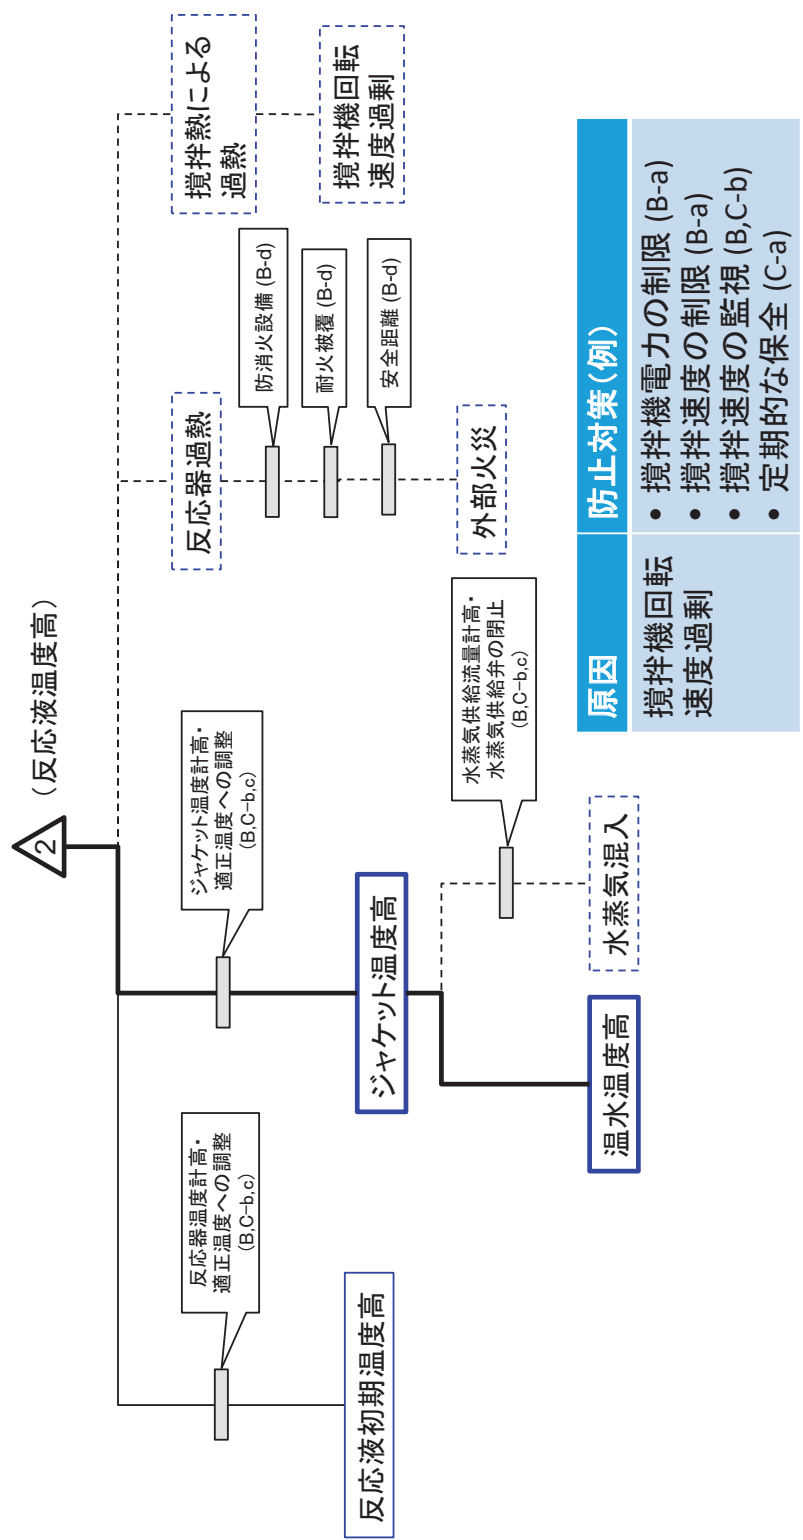 2
（反応液温度高）
反応器温度計高・
適正温度への調整
(B,C-b,c)
反応液初期温度高
ジャケット温度計高・
適正温度への調整
(B,C-b,c)
ジャケット温度高
温水温度高
水蒸気供給流量計高・
水蒸気供給弁の閉止
(B,C-b,c)
水蒸気混入
反応器過熱
防消火設備 (B-d)
耐火被覆 (B-d)
安全距離 (B-d)
外部火災
攪拌熱による
過熱
攪拌機回転
速度過剰
原因
防止対策(例)
攪拌機回転
速度過剰
• 攪拌機電力の制限 (B-a)
• 攪拌速度の制限 (B-a)
• 攪拌速度の監視 (B,C-b)
• 定期的な保全 (C-a)